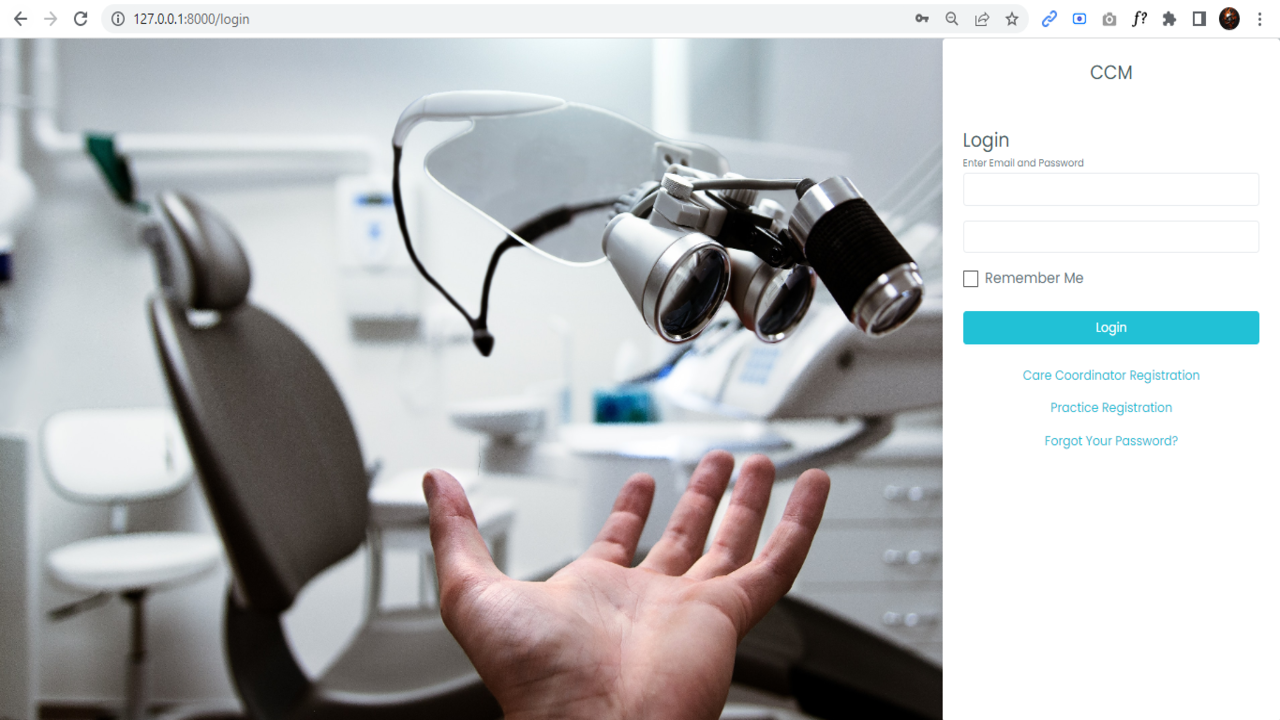 127.0.0.1:8000/login
f?
CCM
Login
Enter Email and Password
Remember Me
Login
Care Coordinator Registration
Practice Registration
Forgot Your Password?